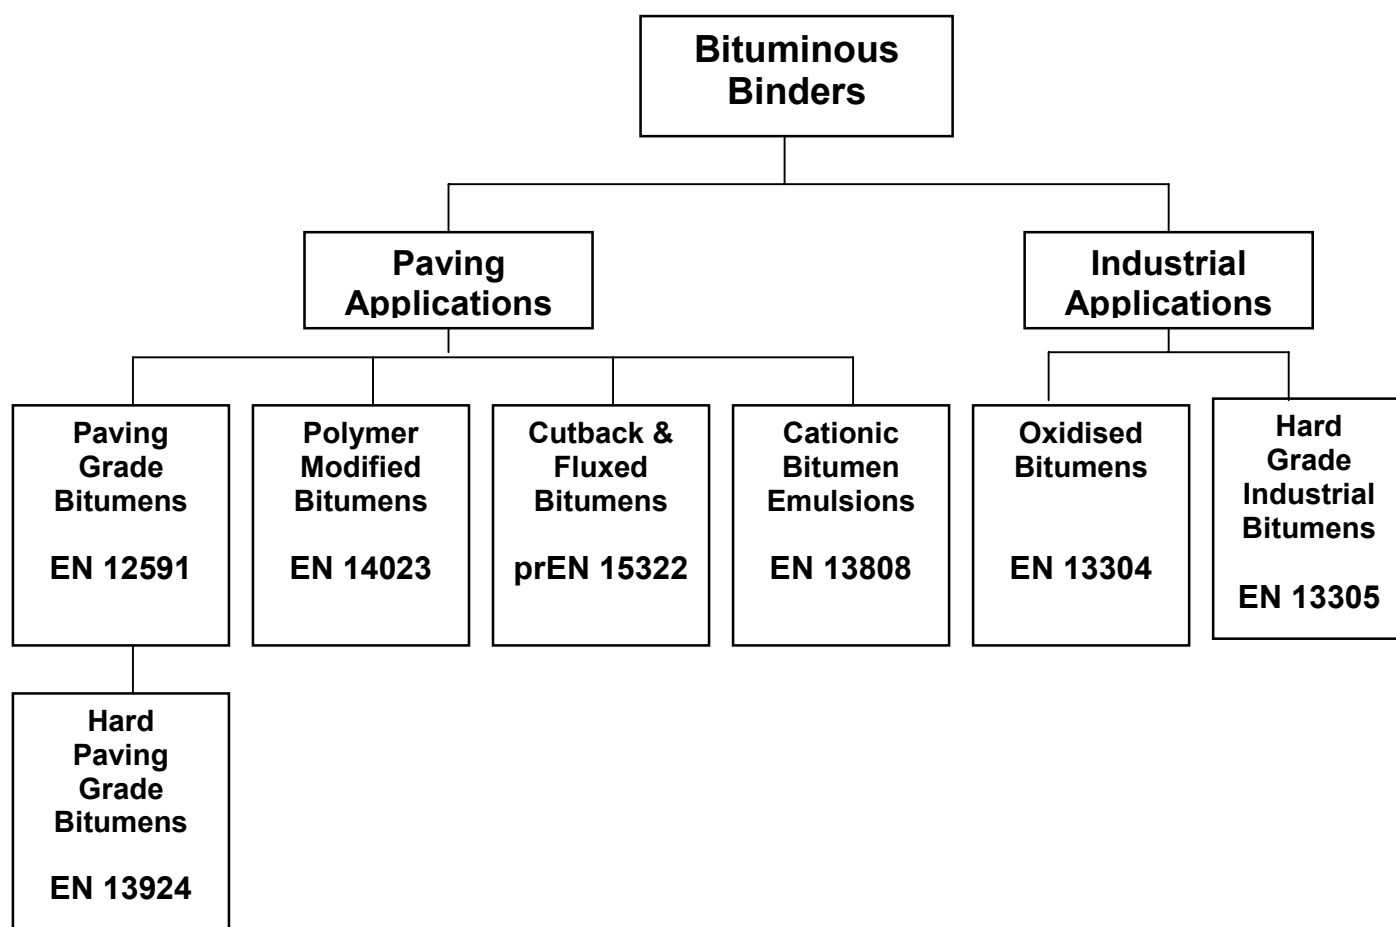 Bituminous
Binders
Paving
Applications
Industrial
Applications
Paving
Grade
Bitumens
EN 12591
Polymer
Modified
Bitumens
EN 14023
Cutback &
Fluxed
Bitumens
prEN 15322
Cationic
Bitumen
Emulsions
EN 13808
Oxidised
Bitumens
EN 13304
Hard
Grade
Industrial
Bitumens
EN 13305
Hard
Paving
Grade
Bitumens
EN 13924